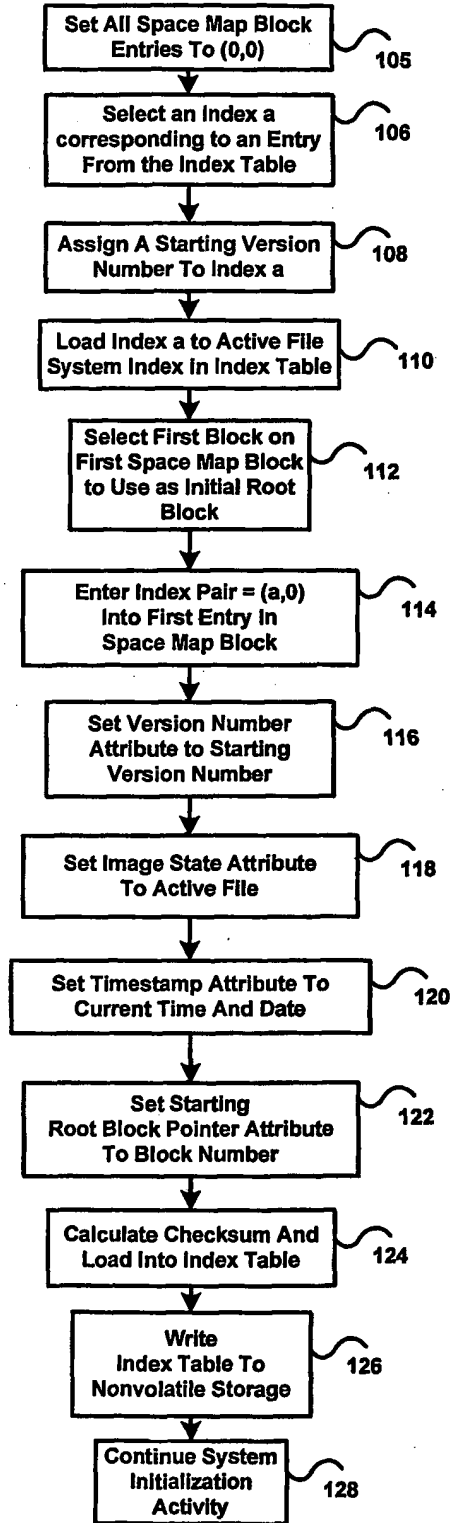 Set All Space Map Block
Entries To (0,0)
105
Select an Index a
corresponding to an Entry
From the Index Table
106
Assign A Starting Version
Number To Index a
108
Load Index a to Active File
System Index in Index Table
110
Select First Block on
First Space Map Block
to Use as Initial Root
Block
112
Enter Index Pair = (a,0)
Into First Entry in
Space Map Block
114
Set Version Number
Attribute to Starting
Version Number
116
Set Image State Attribute
To Active File
118
Set Timestamp Attribute To
Current Time And Date
120
Set Starting
Root Block Pointer Attribute
To Block Number
122
Calculate Checksum And
Load Into Index Table
124
Write
Index Table To
Nonvolatile Storage
126
Continue System
Initialization
Activity
128